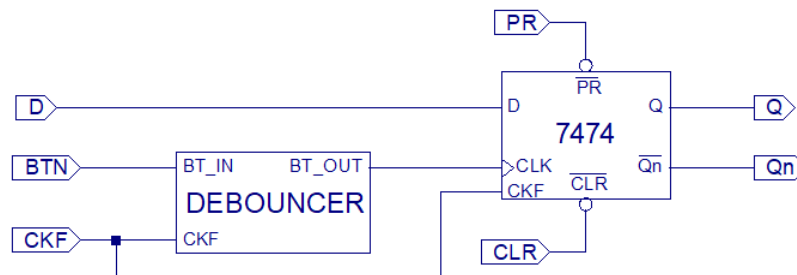 PR
PR
D
D
Q
Q
7474
BTN
BT_IN
BT_OUT
CLK
Qn
Qn
DEBOUNCER
CKF
CLR
CKF
CKF
CLR